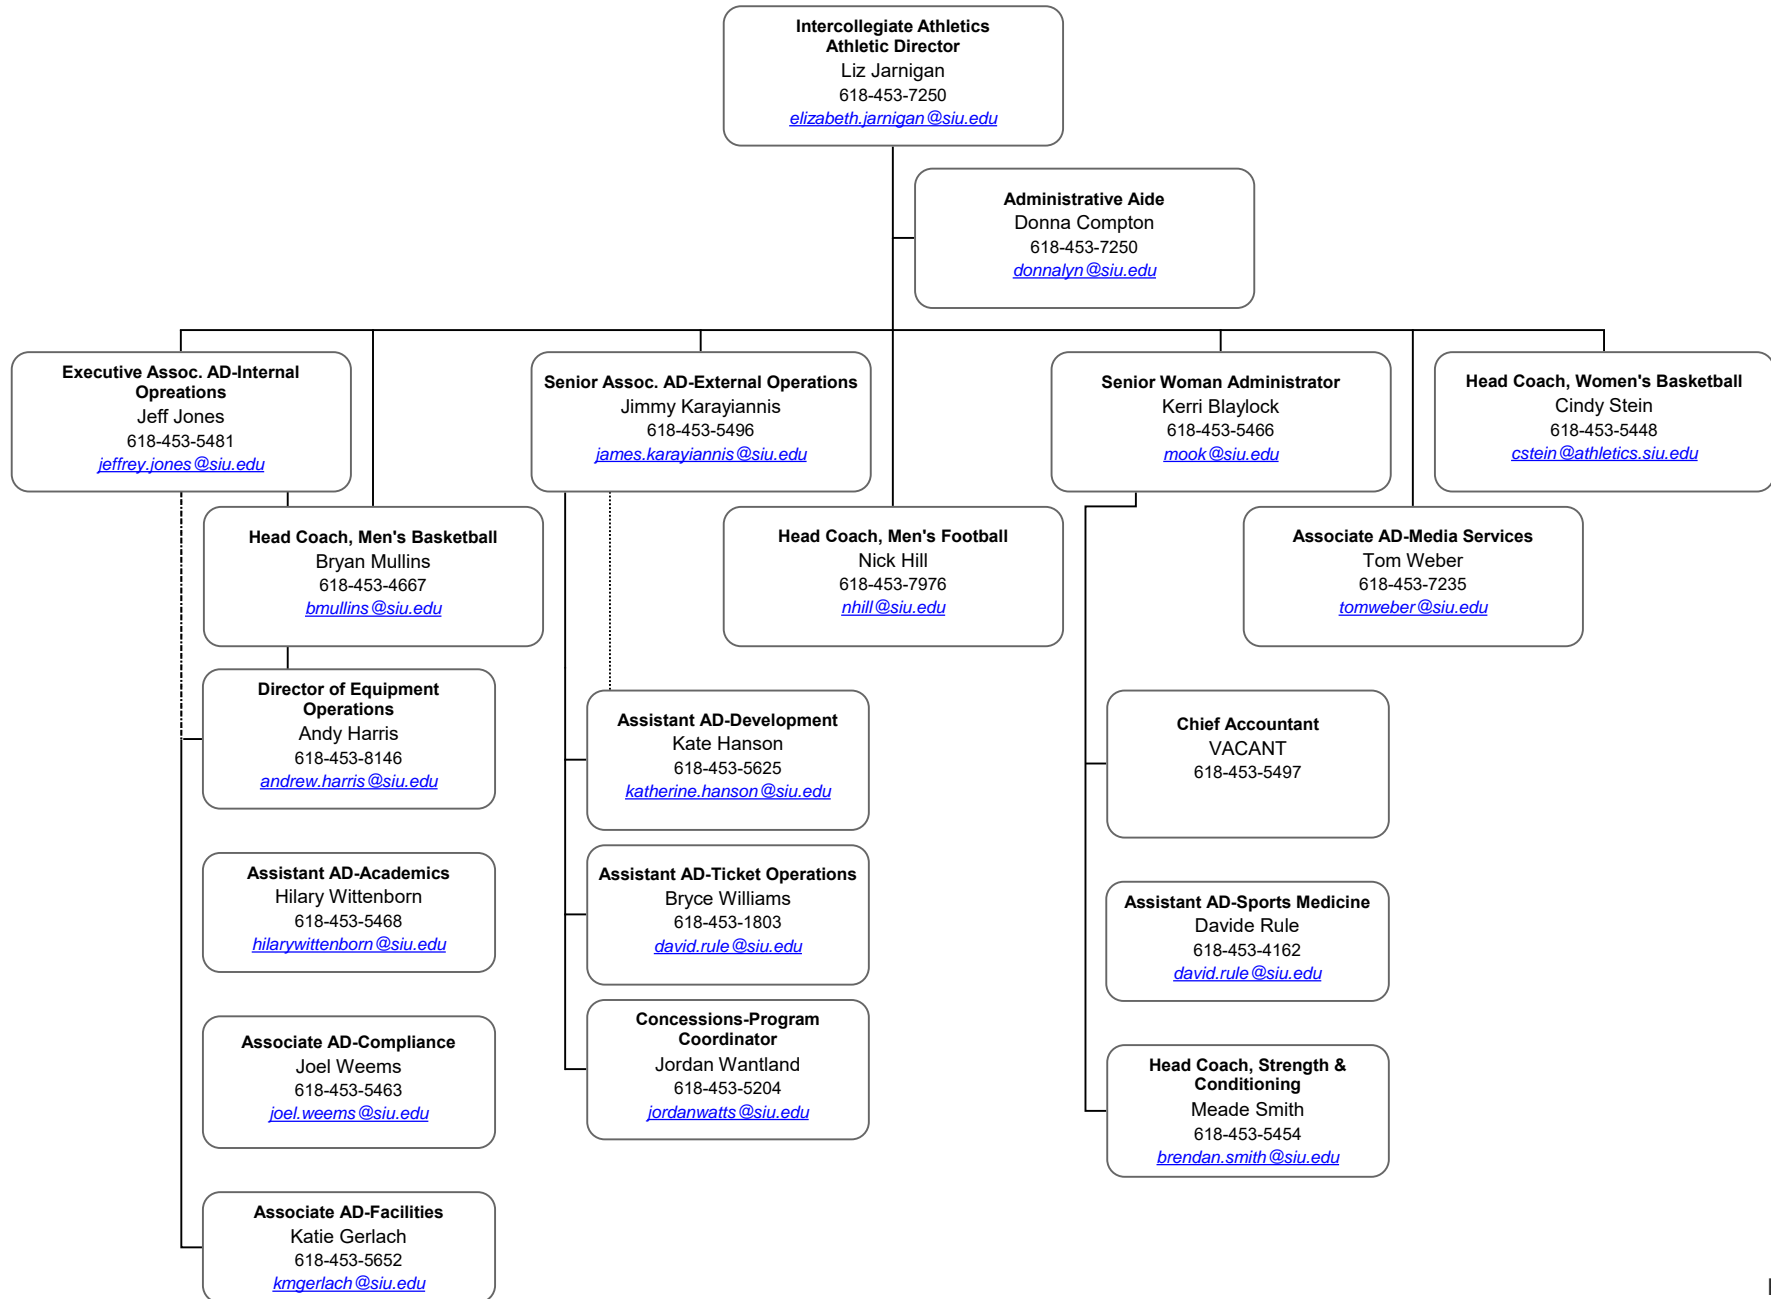 Intercollegiate Athletics
Athletic Director
Liz Jarnigan
618-453-7250
elizabeth.jarnigan@siu.edu
Administrative Aide
Donna Compton
618-453-7250
donnalyn@siu.edu
Executive Assoc. AD-Internal
Opreations
Jeff Jones
618-453-5481
jeffrey.jones@siu.edu
Senior Assoc. AD-External Operations
Jimmy Karayiannis
618-453-5496
james.karayiannis@siu.edu
Senior Woman Administrator
Kerri Blaylock
618-453-5466
mook@siu.edu
Head Coach, Women's Basketball
Cindy Stein
618-453-5448
cstein@athletics.siu.edu
Head Coach, Men's Basketball
Bryan Mullins
618-453-4667
bmullins@siu.edu
Head Coach, Men's Football
Nick Hill
618-453-7976
nhill@siu.edu
Associate AD-Media Services
Tom Weber
618-453-7235
tomweber@siu.edu
Director of Equipment
Operations
Andy Harris
618-453-8146
andrew.harris@siu.edu
Assistant AD-Development
Kate Hanson
618-453-5625
katherine.hanson@siu.edu
Chief Accountant
VACANT
618-453-5497
Assistant AD-Academics
Hilary Wittenborn
618-453-5468
hilarywittenborn@siu.edu
Assistant AD-Ticket Operations
Bryce Williams
618-453-1803
david.rule@siu.edu
Assistant AD-Sports Medicine
Davide Rule
618-453-4162
david.rule@siu.edu
Associate AD-Compliance
Joel Weems
618-453-5463
joel.weems@siu.edu
Concessions-Program
Coordinator
Jordan Wantland
618-453-5204
jordanwatts@siu.edu
Head Coach, Strength &
Conditioning
Meade Smith
618-453-5454
brendan.smith@siu.edu
Associate AD-Facilities
Katie Gerlach
618-453-5652
kmgerlach@siu.edu